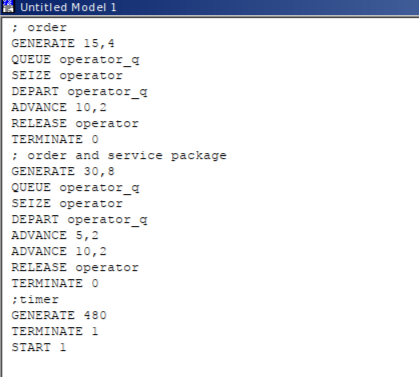 Untitled Model 1
; order
GENERATE 15,4
QUEUE operator_q
SEIZE operator
DEPART operator_q
ADVANCE 10,2
RELEASE operator
TERMINATE 0
; order and service package
GENERATE 30,8
QUEUE operator_q
SEIZE operator
DEPART operator_q
ADVANCE 5,2
ADVANCE 10,2
RELEASE operator
TERMINATE 0
;timer
GENERATE 480
TERMINATE 1
START 1